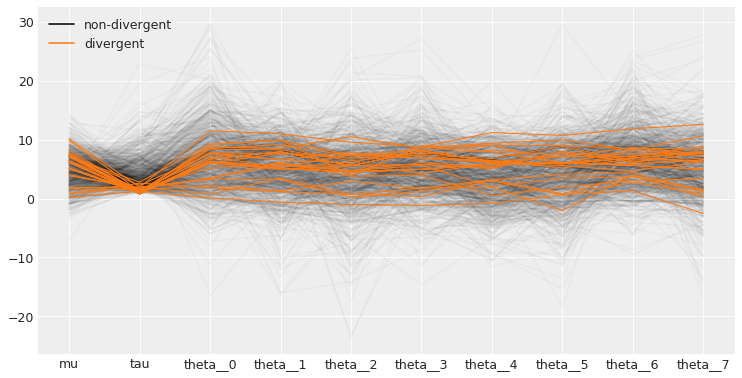 non-divergent
divergent
30
20
10
0
−10
−20
mu tau theta__0 theta__1 theta__2 theta__3 theta__4 theta__5 theta__6 theta__7